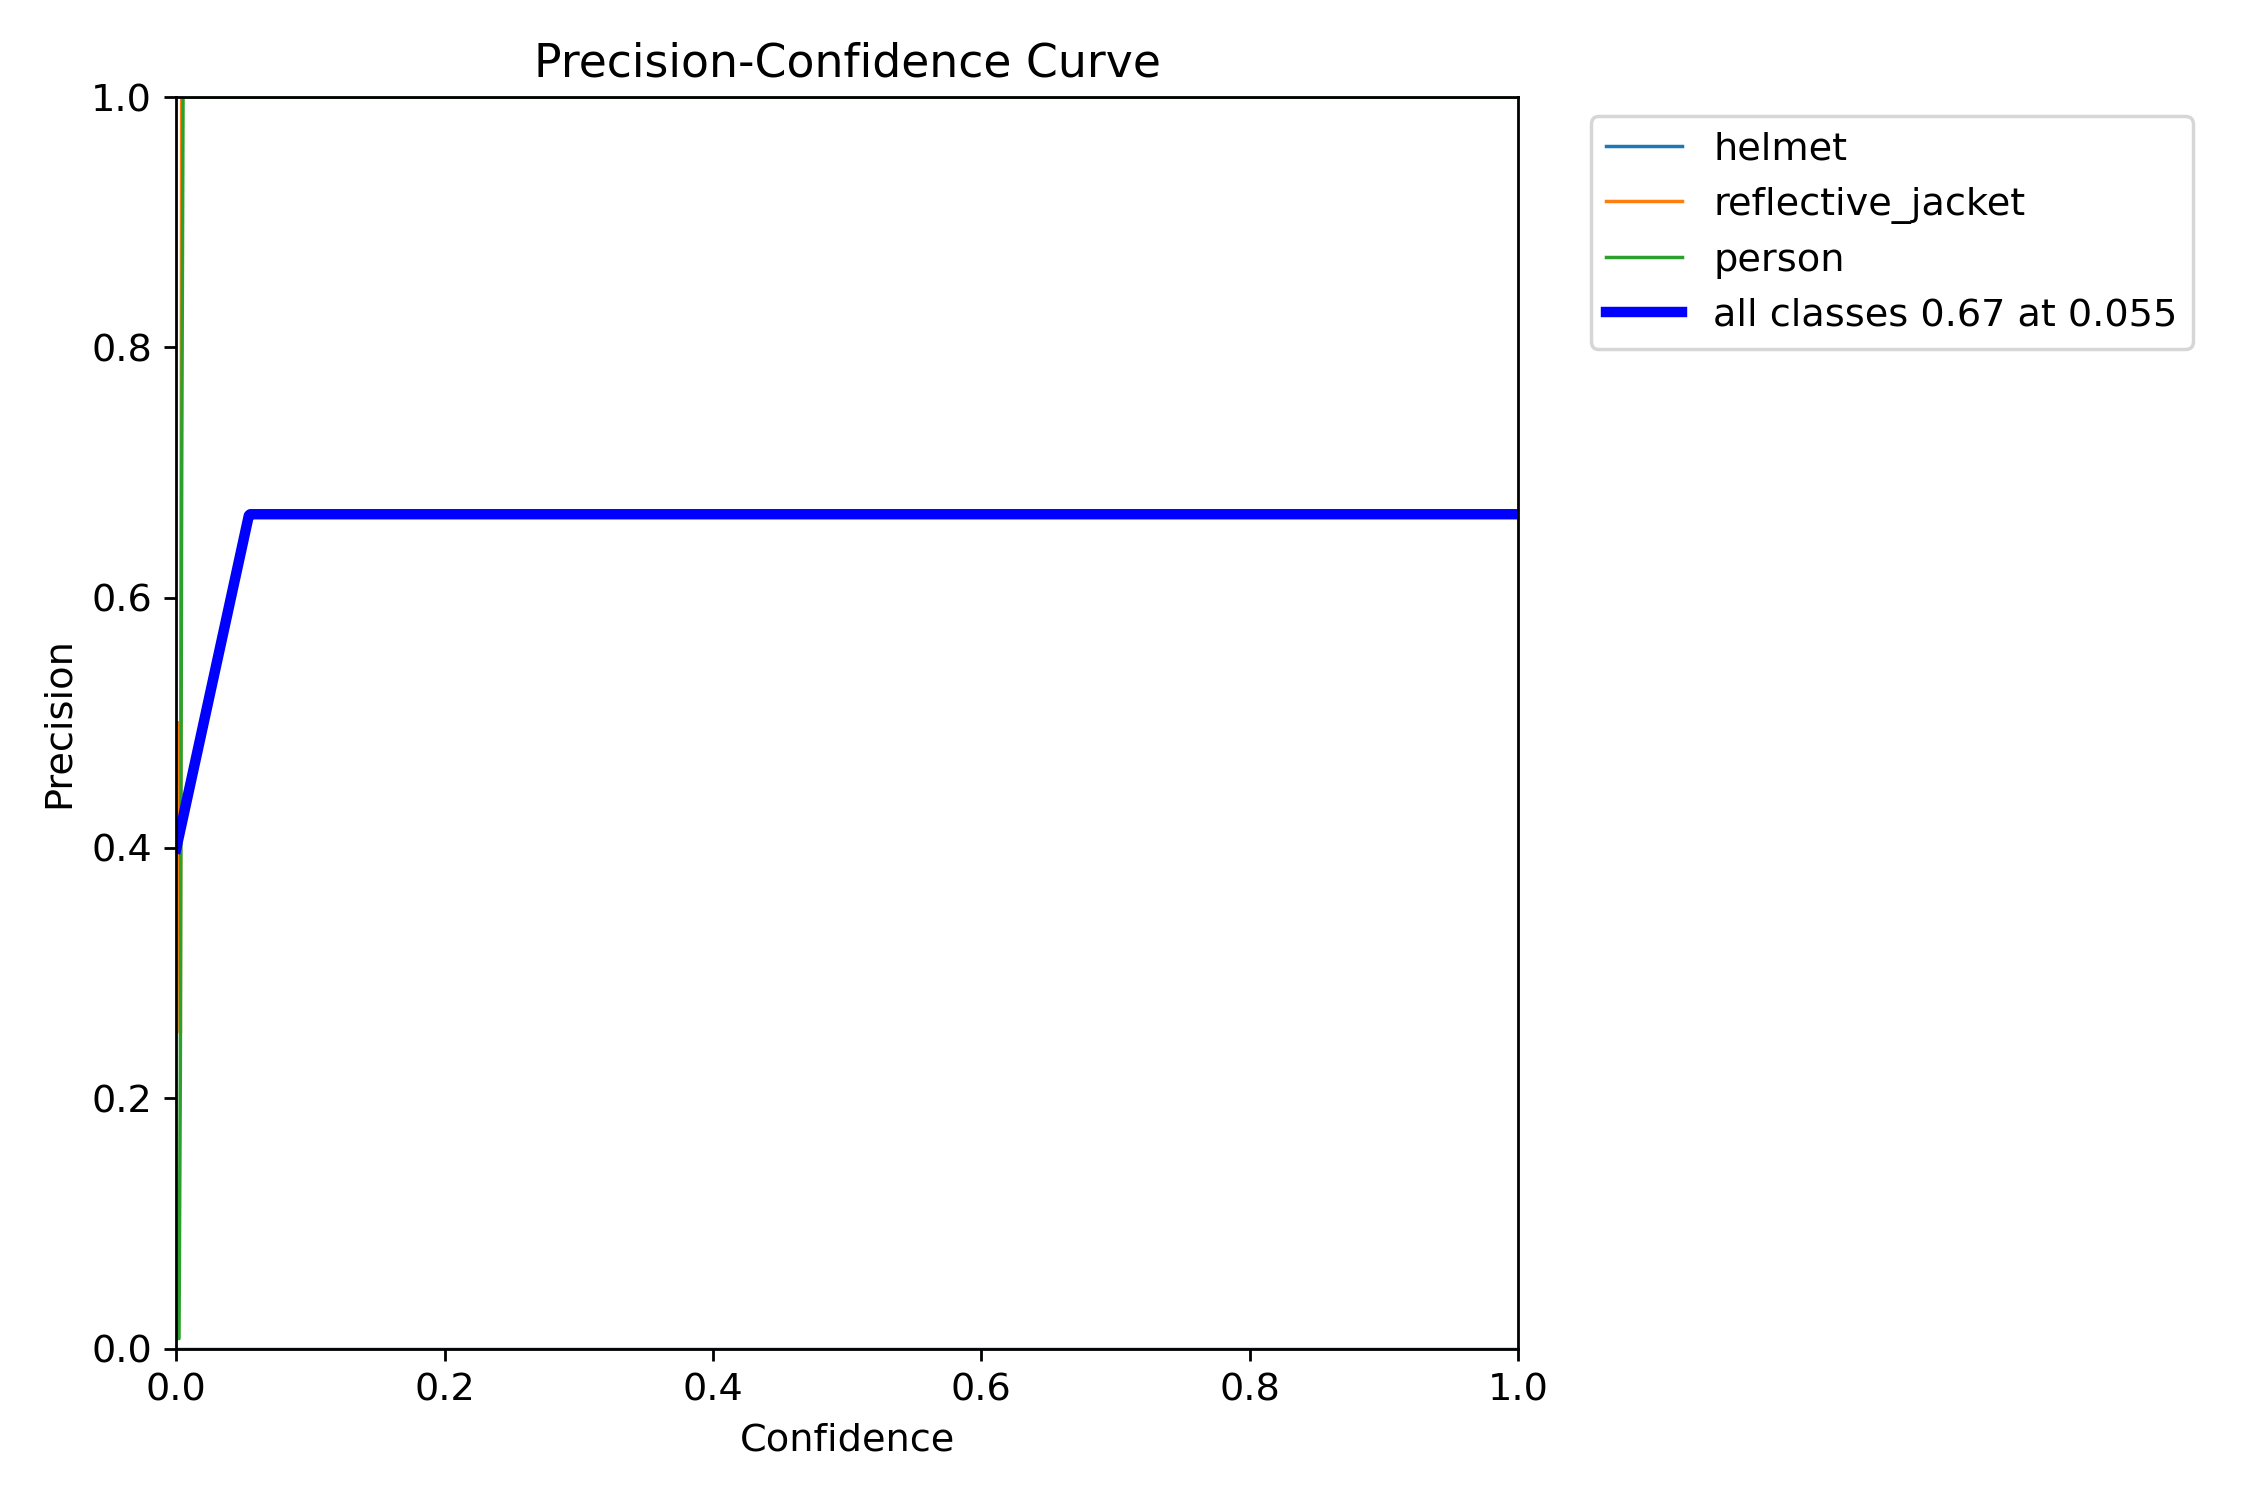 Precision-Confidence Curve
1.0
0.8
0.6
0.4
0.2
0.0
Precision
0.0 0.2 0.4 0.6 0.8 1.0
Confidence
helmet
reflective_jacket
person
all classes 0.67 at 0.055